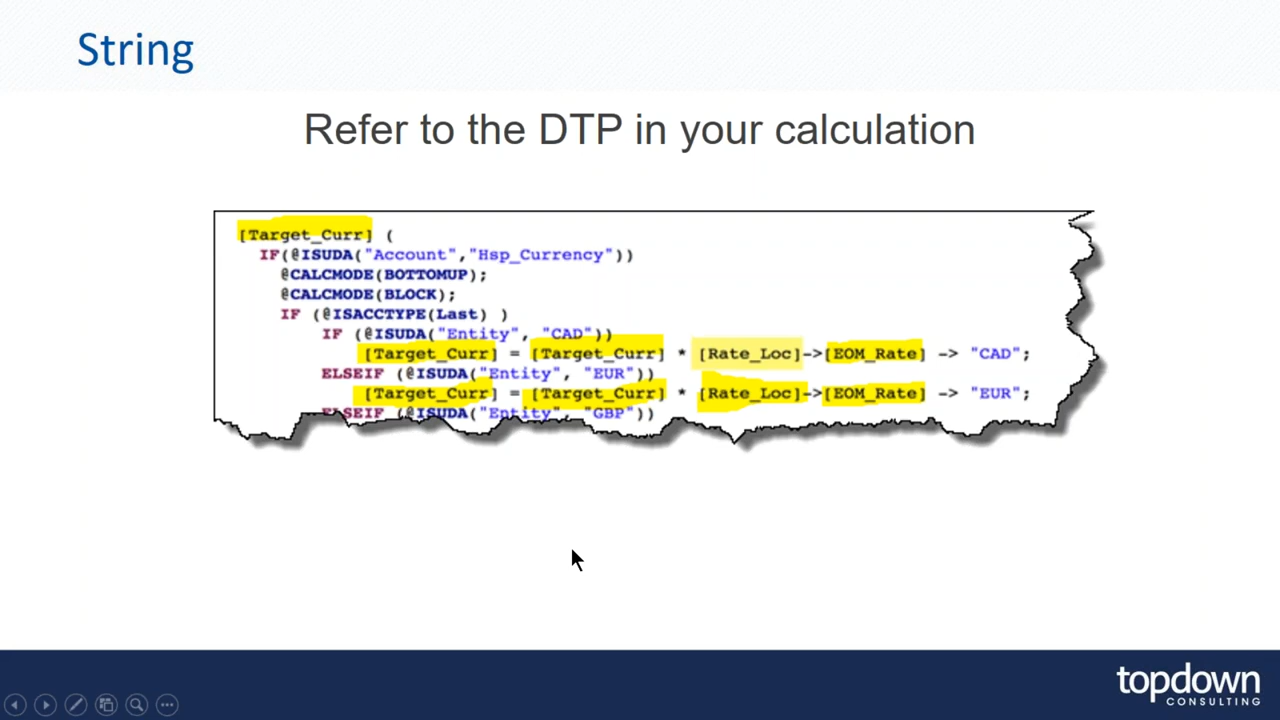 String
Refer to the DTP in your calculation
[Target_Curr] (
IF(@ISUDA("Account","Hsp_Currency"))
@CALCMODE(BOTTOMUP);
@CALCMODE(BLOCK);
IF (@ISACCTYPE(Last) )
IF (@ISUDA("Entity", "CAD"))
[Target_Curr] = [Target_Curr] * [Rate_Loc]->[EOM_Rate] -> "CAD";
ELSEIF (@ISUDA("Entity", "EUR"))
[Target_Curr] = [Target_Curr] * [Rate_Loc]->[EOM_Rate] -> "EUR";
ELSEIF (@ISUDA("Entity", "GBP"))
topdown
CONSULTING